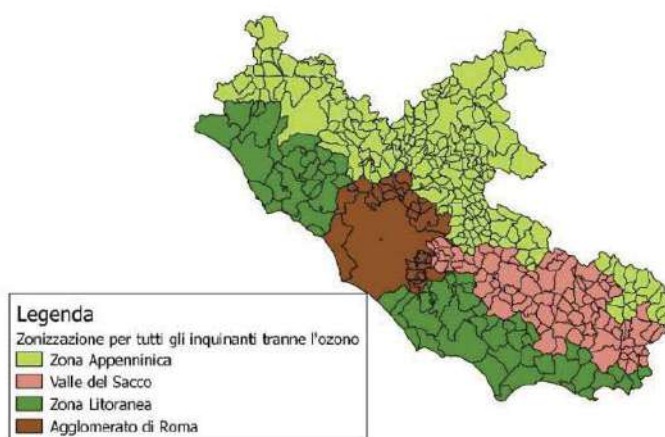 Legenda
Zonizzazione per tutti gli inquinanti tranne l'ozono
Zona Appenninica
Valle del Sacco
Zona Litoranea
Agglomerato di Roma